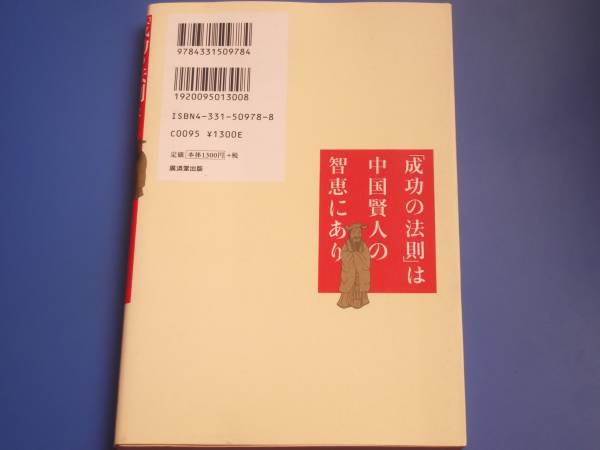 9784331509784
1920095013008
ISBN4-331-50978-8
C0095 ¥1300E
定価 本体1300円 +税
廣済堂出版
「成功の法則」は
中国賢人の
智恵にあり